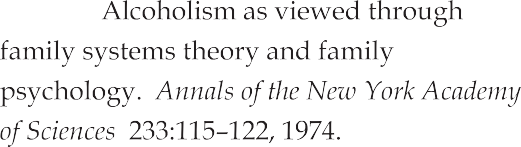 Alcoholism as viewed through
family systems theory and family
psychology. Annals of the New York Academy
of Sciences 233:115–122, 1974.